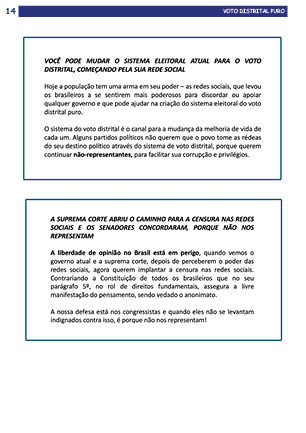 14
VOTO DISTRITAL PURO
VOCÊ PODE MUDAR O SISTEMA ELEITORAL ATUAL PARA O VOTO
DISTRITAL, COMEÇANDO PELA SUA REDE SOCIAL
Hoje a população tem uma arma em seu poder – as redes sociais, que levou
os brasileiros a se sentirem mais poderosos para discordar ou apoiar
qualquer governo e que pode ajudar na criação do sistema eleitoral do voto
distrital puro.
O sistema do voto distrital é o canal para a mudança da melhoria de vida de
cada um. Alguns partidos políticos não querem que o povo tome as rédeas
do seu destino político através do sistema de voto distrital, porque querem
continuar não-representantes, para facilitar sua corrupção e privilégios.
A SUPREMA CORTE ABRIU O CAMINHO PARA A CENSURA NAS REDES
SOCIAIS E OS SENADORES CONCORDARAM, PORQUE NÃO NOS
REPRESENTAM
A liberdade de opinião no Brasil está em perigo, quando vemos o
governo atual e a suprema corte, depois de perceberem o poder das
redes sociais, agora querem implantar a censura nas redes sociais.
Contrariando a Constituição de todos os brasileiros que no seu
parágrafo 5º, no rol de direitos fundamentais, assegura a livre
manifestação do pensamento, sendo vedado o anonimato.
A nossa defesa está nos congressistas e quando eles não se levantam
indignados contra isso, é porque não nos representam!